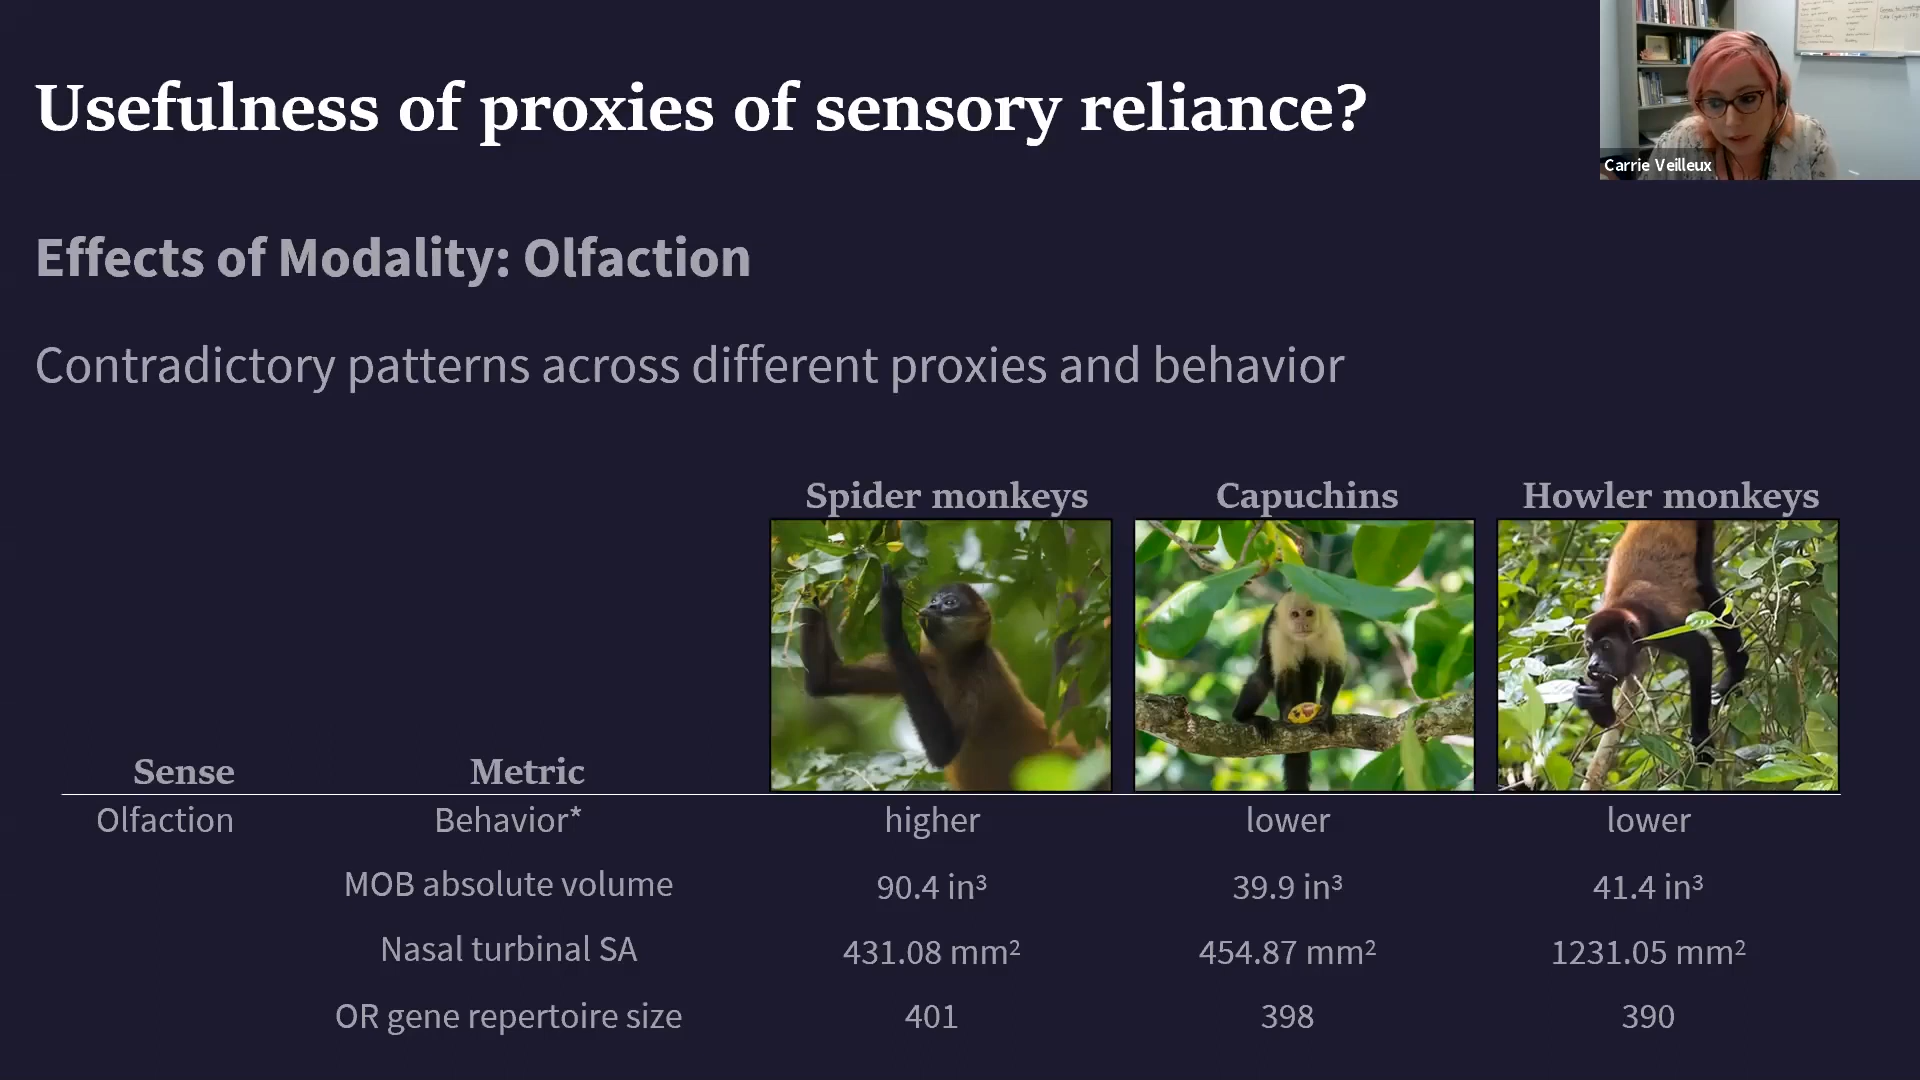 Usefulness of proxies of sensory reliance?
Carrie Veilleux
Effects of Modality: Olfaction
Contradictory patterns across different proxies and behavior
Spider monkeys Capuchins Howler monkeys
Sense Metric
Olfaction Behavior* higher lower lower
MOB absolute volume 90.4 in³ 39.9 in³ 41.4 in³
Nasal turbinal SA 431.08 mm² 454.87 mm² 1231.05 mm²
OR gene repertoire size 401 398 390